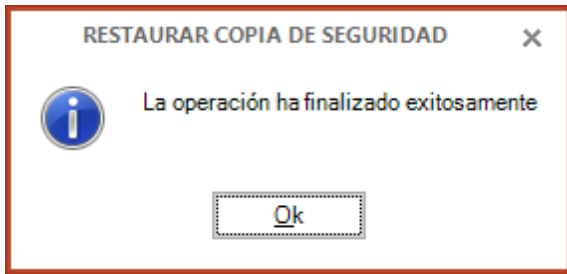 RESTAURAR COPIA DE SEGURIDAD
La operación ha finalizado exitosamente
Ok